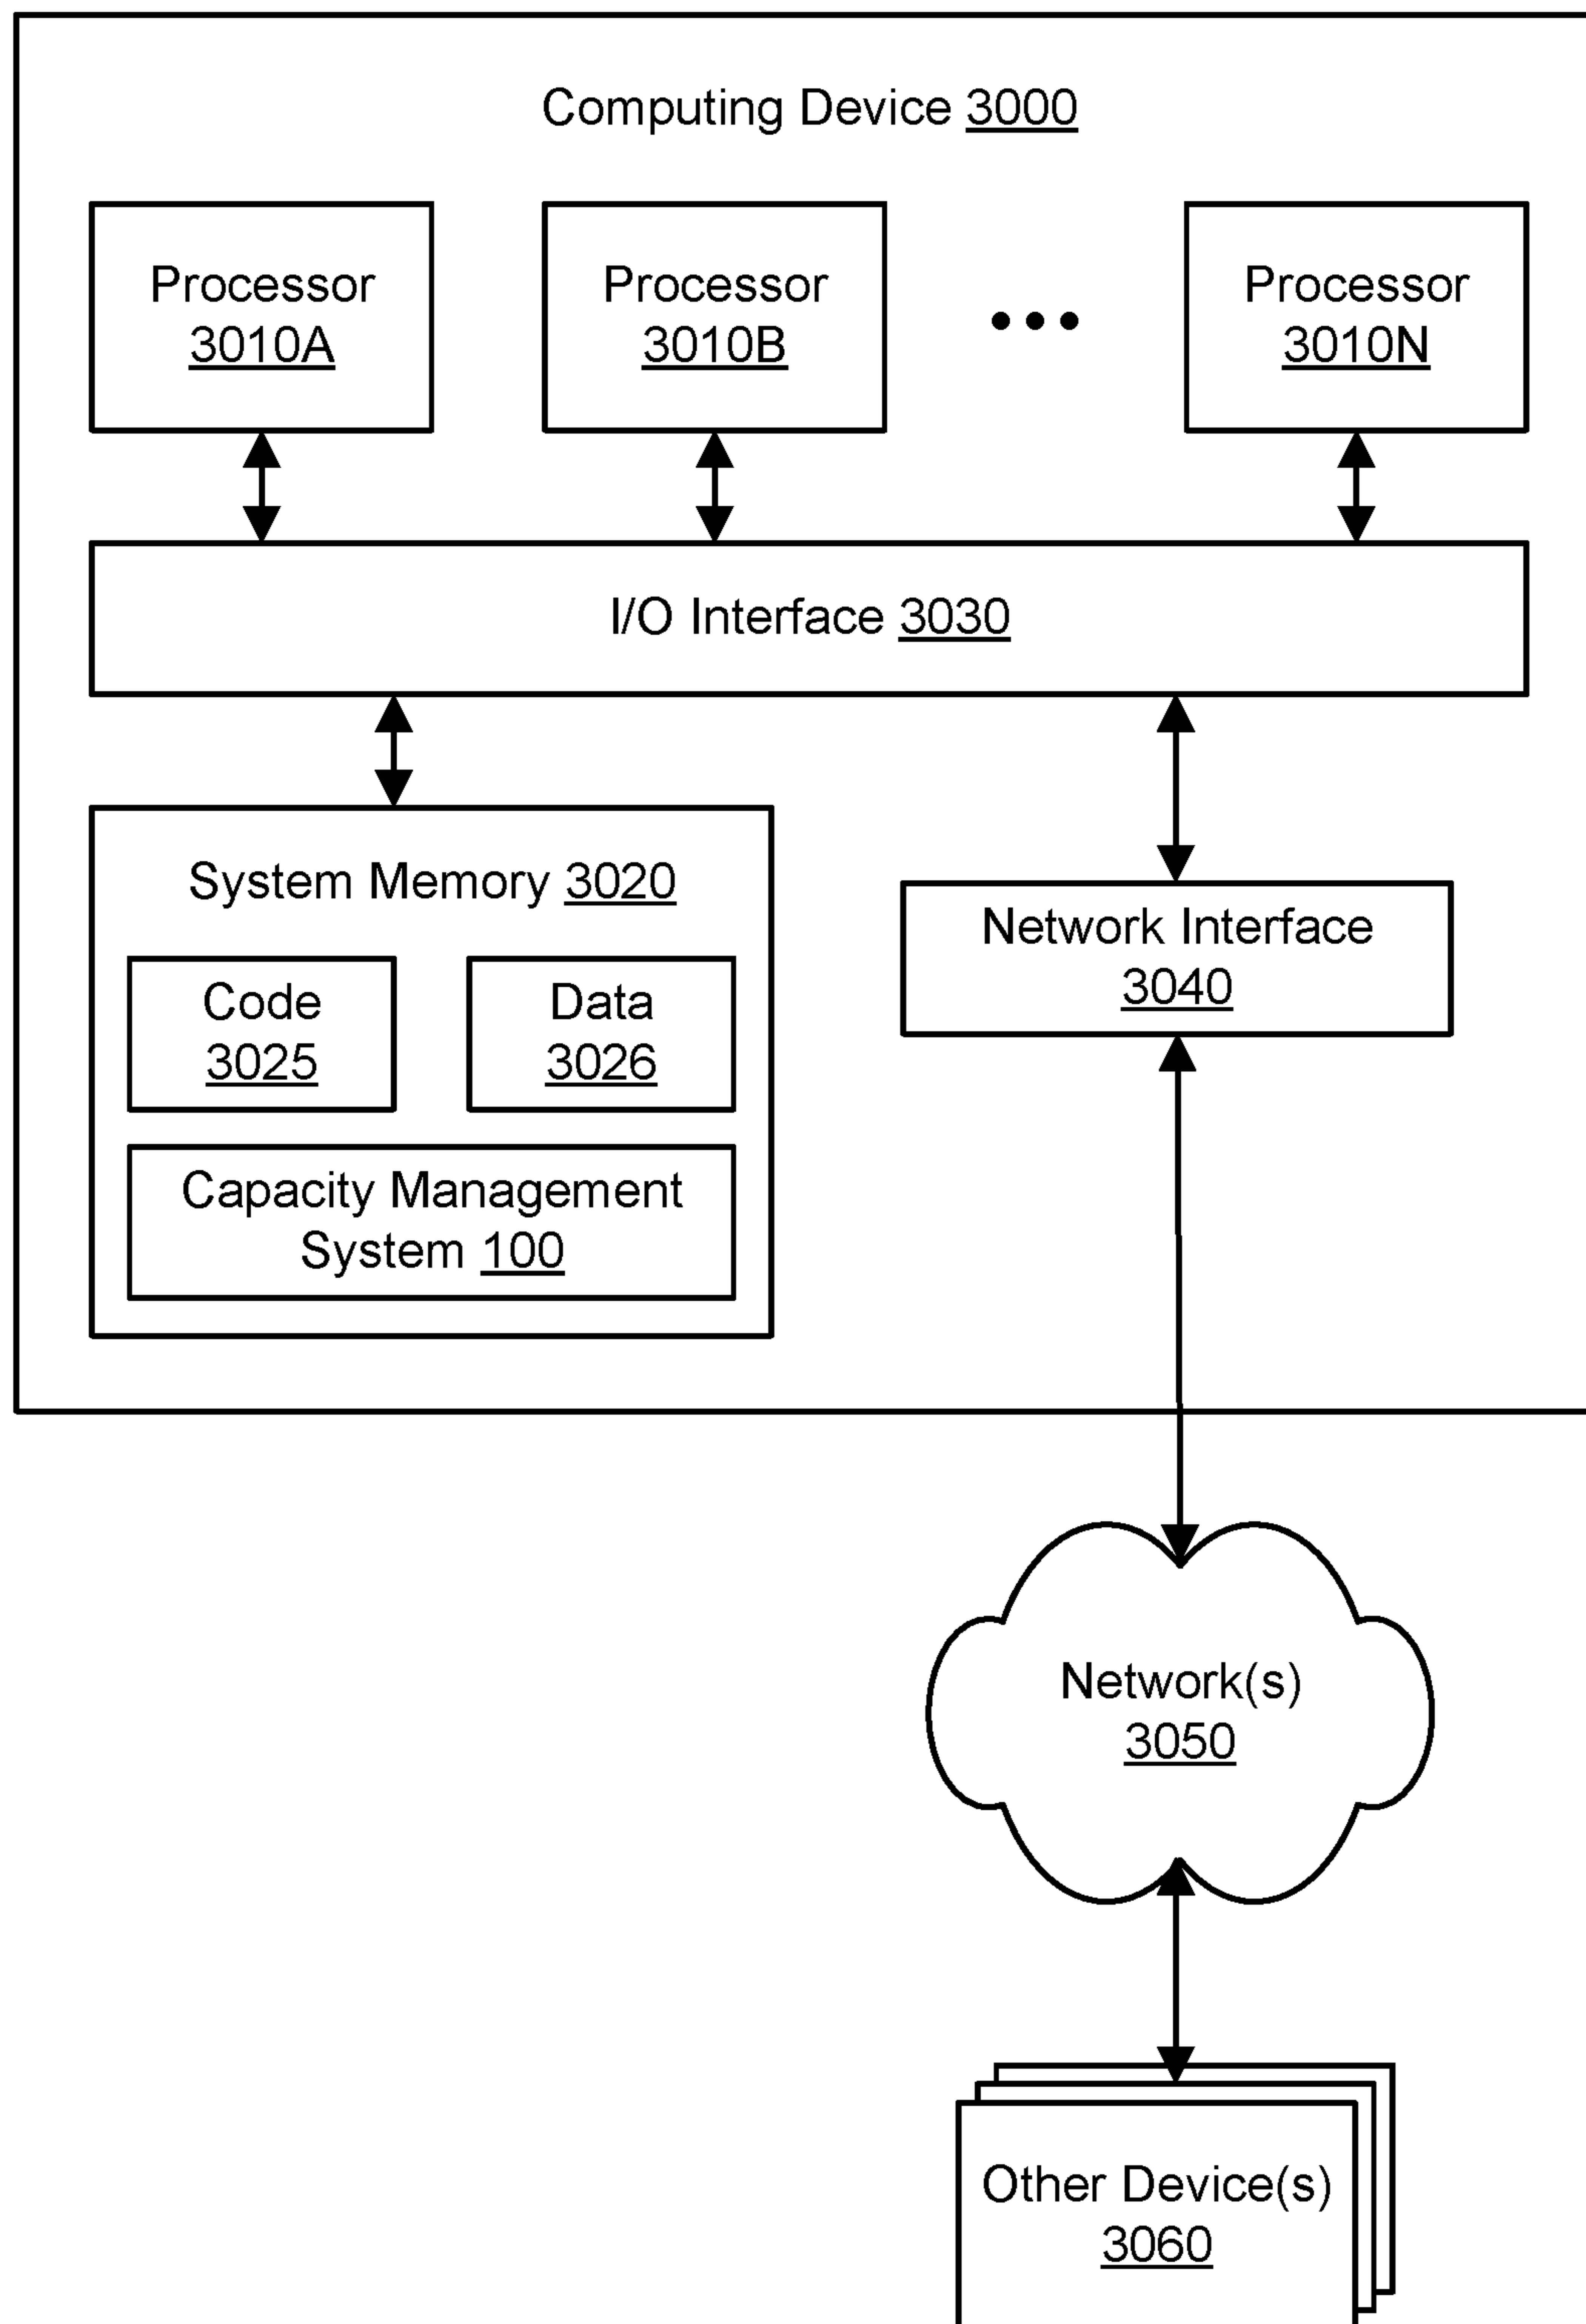 Computing Device 3000
Processor
3010A
Processor
3010B
Processor
3010N
I/O Interface 3030
System Memory 3020
Code
3025
Data
3026
Capacity Management
System 100
Network Interface
3040
Network(s)
3050
Other Device(s)
3060